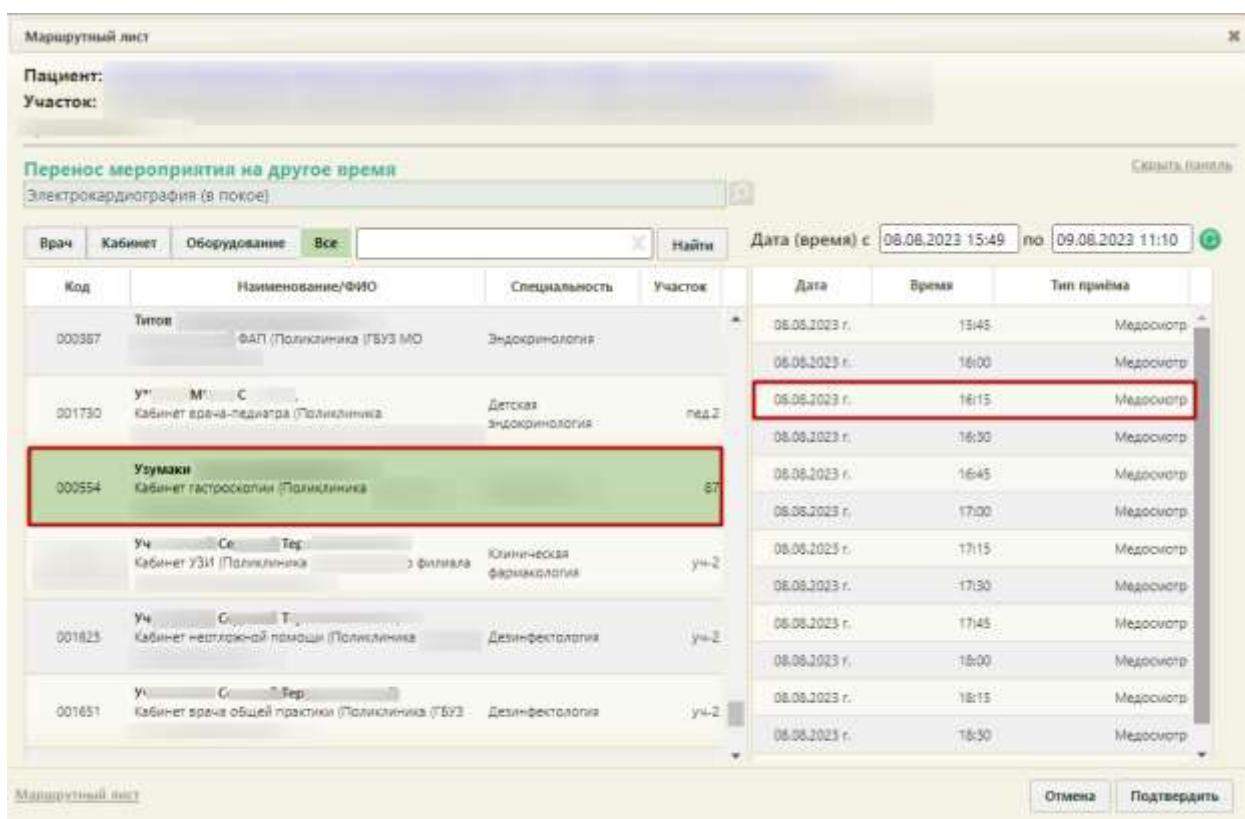 Маршрутный лист
Пациент:
Участок:
Перенос мероприятия на другое время
Скрыть панель
Электрокардиография (в покое)
Врач Кабинет Оборудование Все Найти Дата (время) с 08.08.2023 15:49 по 09.08.2023 11:10
Код Наименование/ФИО Специальность Участок Дата Время Тип приёма
000387 Титов
ФАП (Поликлиника (ГБУЗ МО Эндокринология
001730 М С
Кабинет врача-педиатра (Поликлиника Детская эндокринология пед.2
000554 Узумаки
Кабинет гастроскопии (Поликлиника 67
Уч Се Тер
Кабинет УЗИ (Поликлиника филиала Клиническая фармакология уч-2
001625 Уч С Т
Кабинет неотложной помощи (Поликлиника Дезинфектология уч-2
001651 С Тер
Кабинет врача общей практики (Поликлиника (ГБУЗ Дезинфектология уч-2
08.08.2023 г. 15:45 Медосмотр
08.08.2023 г. 16:00 Медосмотр
08.08.2023 г. 16:15 Медосмотр
08.08.2023 г. 16:30 Медосмотр
08.08.2023 г. 16:45 Медосмотр
08.08.2023 г. 17:00 Медосмотр
08.08.2023 г. 17:15 Медосмотр
08.08.2023 г. 17:30 Медосмотр
08.08.2023 г. 17:45 Медосмотр
08.08.2023 г. 18:00 Медосмотр
08.08.2023 г. 18:15 Медосмотр
08.08.2023 г. 18:30 Медосмотр
Маршрутный лист
Отмена Подтвердить